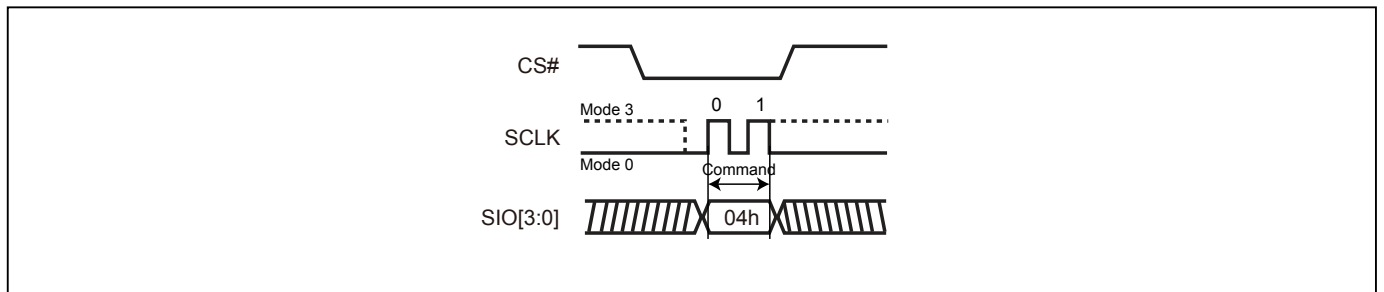 CS#
Mode 3
0 1
SCLK
Mode 0
Command
SIO[3:0]
04h